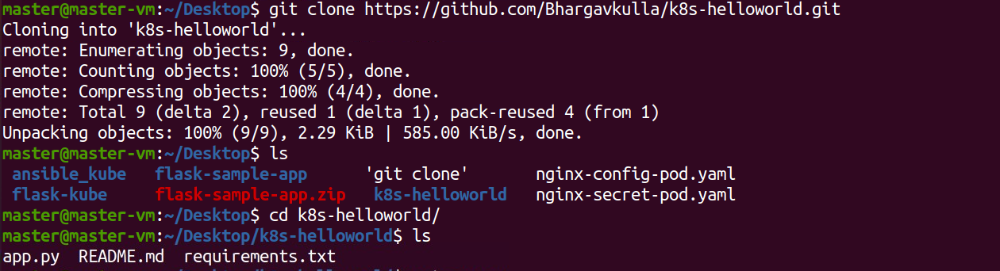 master@master-vm:~/Desktop$ git clone https://github.com/Bhargavkulla/k8s-helloworld.git
Cloning into 'k8s-helloworld'...
remote: Enumerating objects: 9, done.
remote: Counting objects: 100% (5/5), done.
remote: Compressing objects: 100% (4/4), done.
remote: Total 9 (delta 2), reused 1 (delta 1), pack-reused 4 (from 1)
Unpacking objects: 100% (9/9), 2.29 KiB | 585.00 KiB/s, done.
master@master-vm:~/Desktop$ ls
ansible_kube   flask-sample-app      'git clone'       nginx-config-pod.yaml
flask-kube     flask-sample-app.zip   k8s-helloworld   nginx-secret-pod.yaml
master@master-vm:~/Desktop$ cd k8s-helloworld/
master@master-vm:~/Desktop/k8s-helloworld$ ls
app.py  README.md  requirements.txt